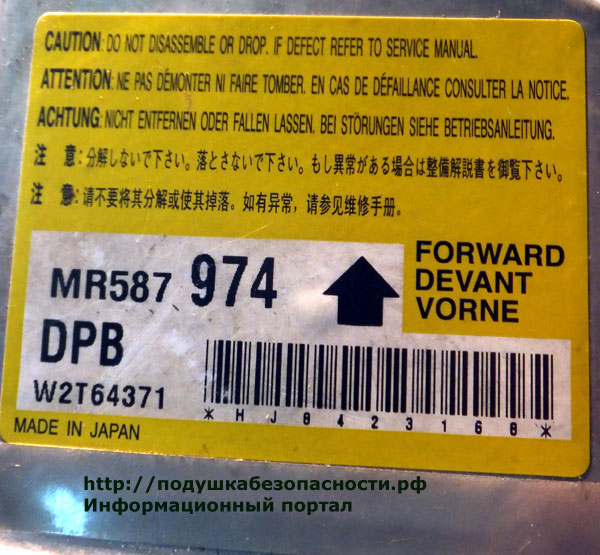 CAUTION: DO NOT DISASSEMBLE OR DROP. IF DEFECT REFER TO SERVICE MANUAL.
ATTENTION: NE PAS DÉMONTER NI FAIRE TOMBER. EN CAS DE DÉFAILLANCE CONSULTER LA NOTICE.
ACHTUNG: NICHT ENTFERNEN ODER FALLEN LASSEN. BEI STÖRUNGEN SIEHE BETRIEBSANLEITUNG.
注 意:分解しないで下さい。落とさないで下さい。もし異常がある場合は整備解説書を御覧下さい。
注 意:请不要将其分解或使其掉落。如有异常，请参见维修手册。
FORWARD
DEVANT
VORNE
MR587 974
DPB
W2T64371
*HJ8423168*
MADE IN JAPAN
http://подушкабезопасности.рф
Информационный портал